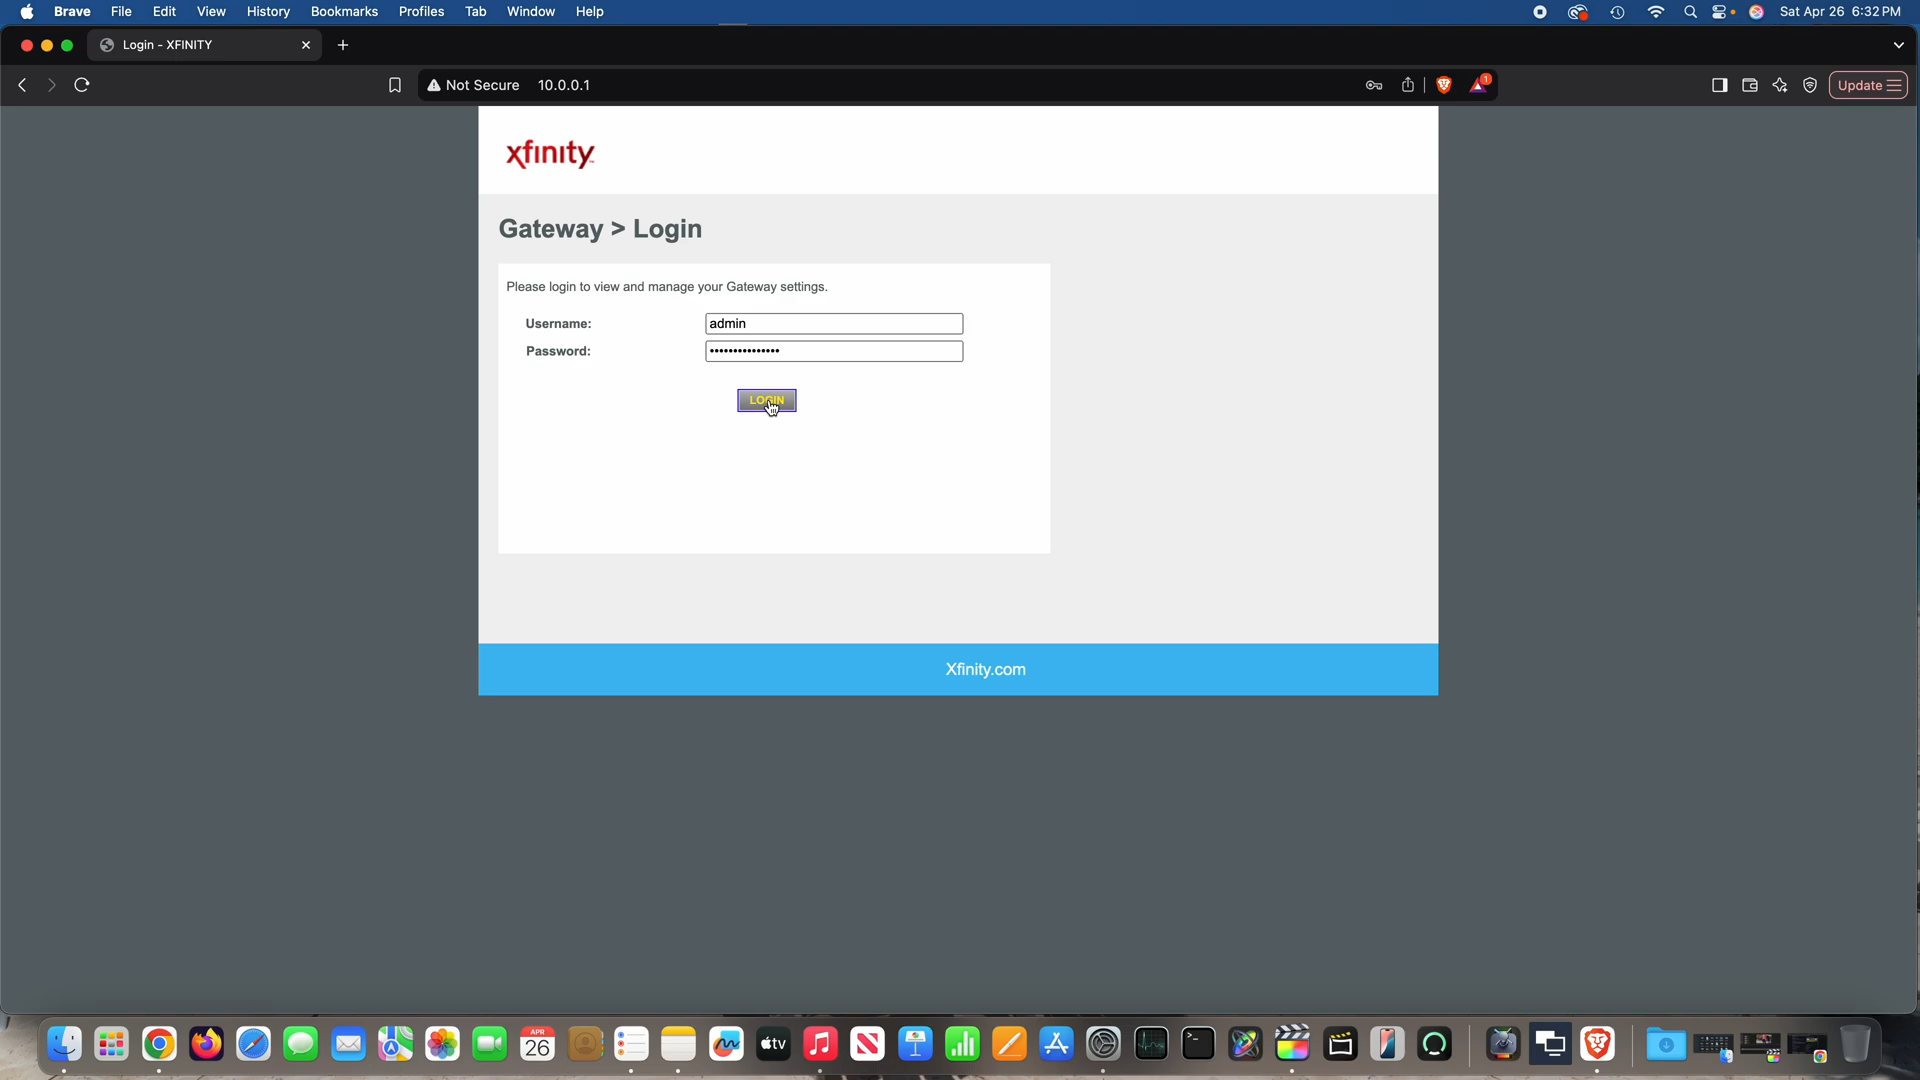 Brave File Edit View History Bookmarks Profiles Tab Window Help Sat Apr 26 6:32 PM
Login - XFINITY
Not Secure 10.0.0.1 1 Update
xfinity
Gateway > Login
Please login to view and manage your Gateway settings.
Username: admin
Password: •••••••••••••••
LOGIN
Xfinity.com
APR
26
tv